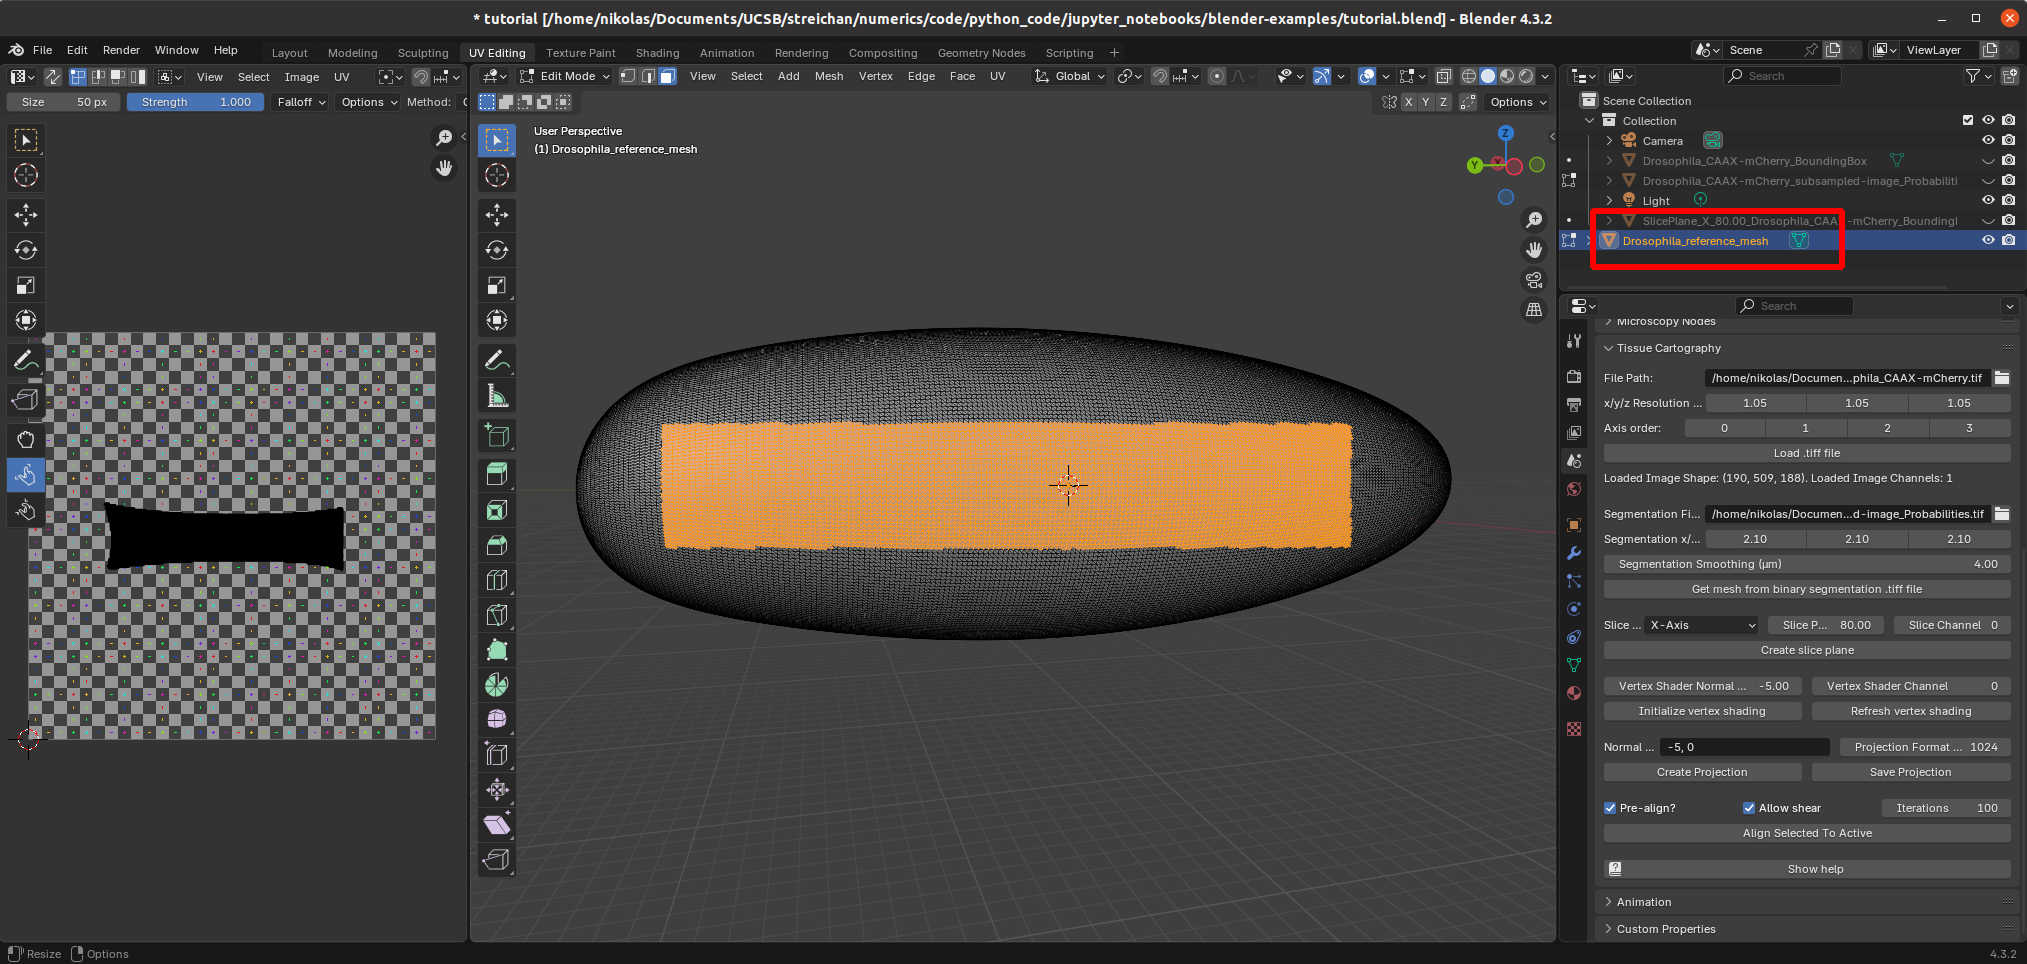 * tutorial [/home/nikolas/Documents/UCSB/streichan/numerics/code/python_code/jupyter_notebooks/blender-examples/tutorial.blend] - Blender 4.3.2
File Edit Render Window Help Layout Modeling Sculpting UV Editing Texture Paint Shading Animation Rendering Compositing Geometry Nodes Scripting + Scene ViewLayer
View Select Image UV
Edit Mode View Select Add Mesh Vertex Edge Face UV Global
Search
Size 50 px Strength 1.000 Falloff Options Method:
X Y Z Options
User Perspective
(1) Drosophila_reference_mesh
Z
Y
Scene Collection
Collection
Camera
Drosophila_CAAX-mCherry_BoundingBox
Drosophila_CAAX-mCherry_subsampled-image_Probabiliti
Light
SlicePlane_X_80.00_Drosophila_CAAX-mCherry_BoundingI
Drosophila_reference_mesh
Search
Microscopy Nodes
Tissue Cartography
File Path: /home/nikolas/Documen...phila_CAAX-mCherry.tif
x/y/z Resolution ... 1.05 1.05 1.05
Axis order: 0 1 2 3
Load .tiff file
Loaded Image Shape: (190, 509, 188). Loaded Image Channels: 1
Segmentation Fi... /home/nikolas/Documen...d-image_Probabilities.tif
Segmentation x/... 2.10 2.10 2.10
Segmentation Smoothing (µm) 4.00
Get mesh from binary segmentation .tiff file
Slice ... X-Axis Slice P... 80.00 Slice Channel 0
Create slice plane
Vertex Shader Normal ... -5.00 Vertex Shader Channel 0
Initialize vertex shading Refresh vertex shading
Normal ... -5, 0 Projection Format ... 1024
Create Projection Save Projection
Pre-align? Allow shear Iterations 100
Align Selected To Active
Show help
Animation
Custom Properties
Resize Options
4.3.2